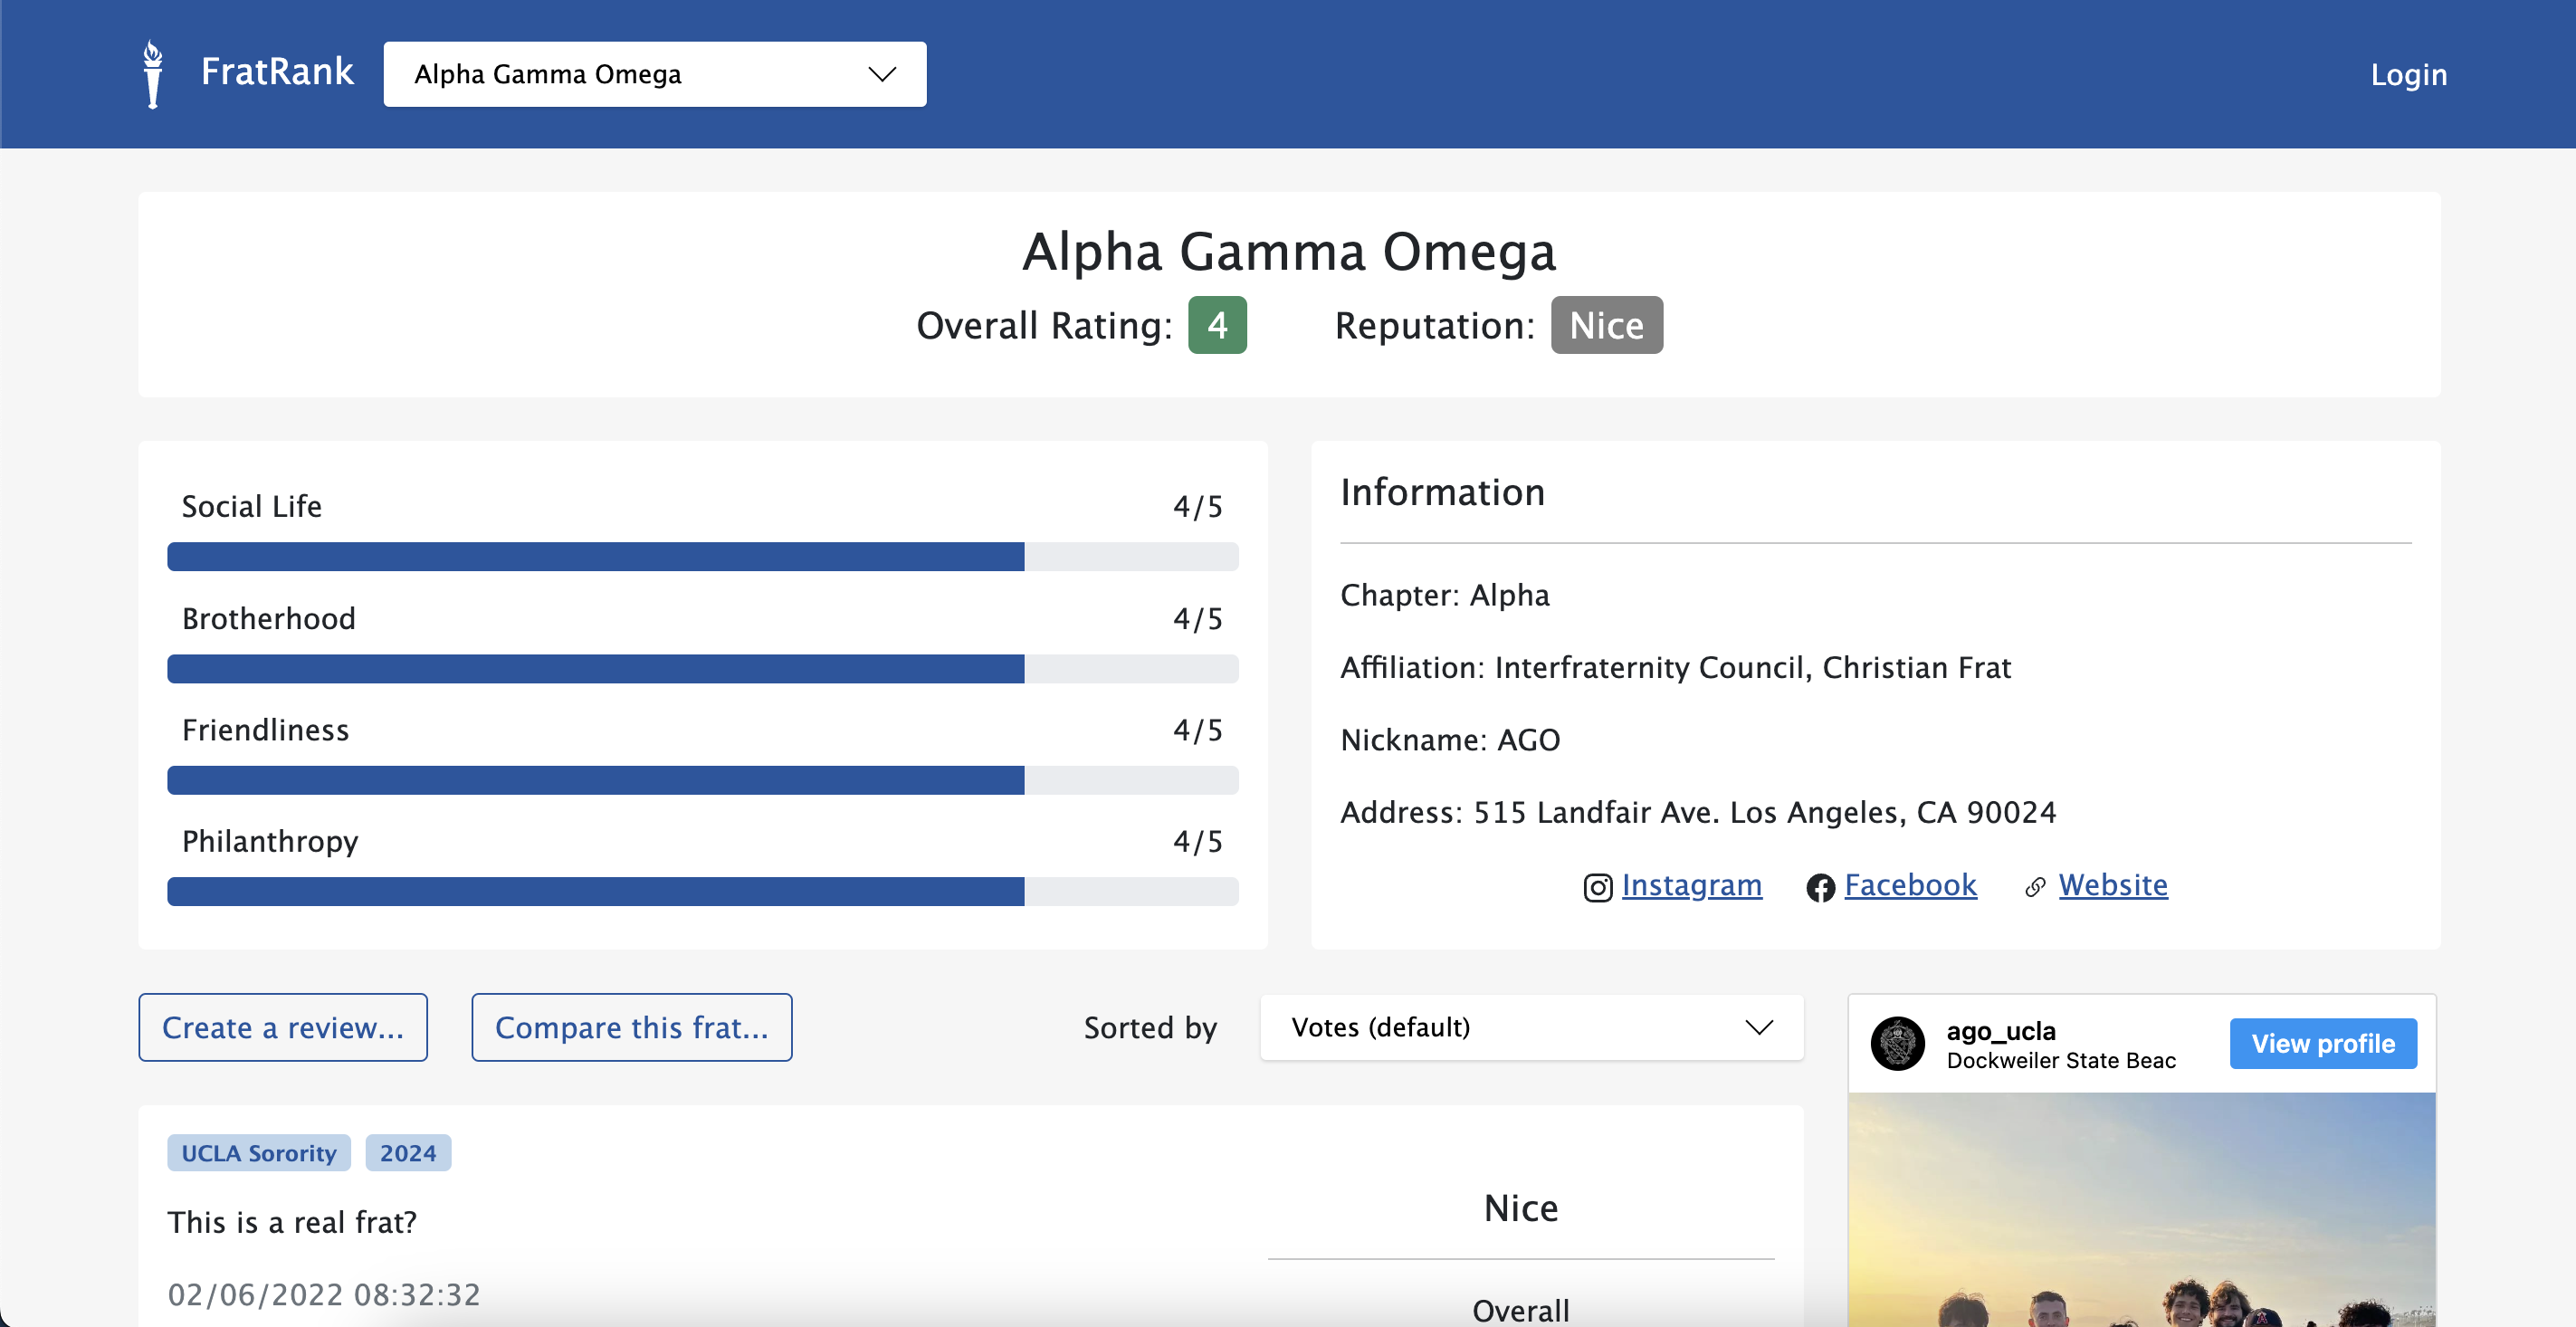 FratRank
Alpha Gamma Omega
Login
Alpha Gamma Omega
Overall Rating: 4 Reputation: Nice
Social Life 4/5
Brotherhood 4/5
Friendliness 4/5
Philanthropy 4/5
Information
Chapter: Alpha
Affiliation: Interfraternity Council, Christian Frat
Nickname: AGO
Address: 515 Landfair Ave. Los Angeles, CA 90024
Instagram Facebook Website
Create a review...
Compare this frat...
Sorted by
Votes (default)
UCLA Sorority 2024
This is a real frat?
02/06/2022 08:32:32
Nice
Overall
ago_ucla
Dockweiler State Beac
View profile